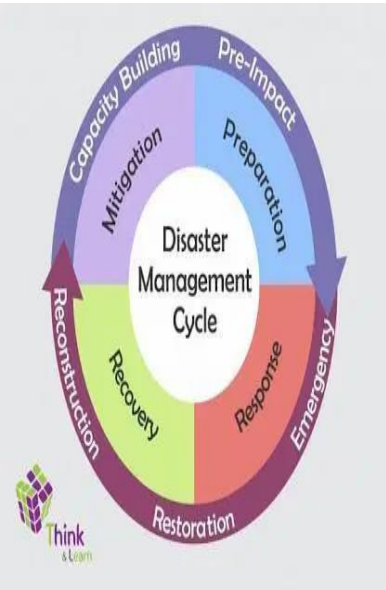 Capacity Building
Pre-Impact
Mitigation
Preparation
Disaster
Management
Cycle
Recovery
Response
Reconstruction
Emergency
Restoration
Think
& Learn